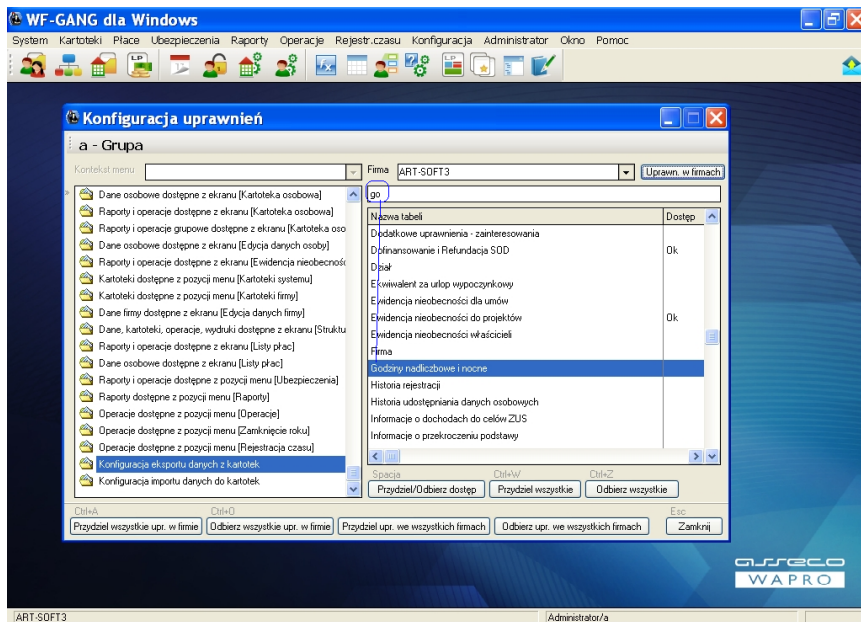 WF-GANG dla Windows
System Kartoteki Płace Ubezpieczenia Raporty Operacje Rejestr.czasu Konfiguracja Administrator Okno Pomoc
Konfiguracja uprawnień
a - Grupa
Kontekst menu
Firma ART-SOFT3 Uprawn. w firmach
Dane osobowe dostępne z ekranu [Kartoteka osobowa]
Raporty i operacje dostępne z ekranu [Kartoteka osobowa]
Raporty i operacje grupowe dostępne z ekranu [Kartoteka oso
Dane osobowe dostępne z ekranu [Edycja danych osoby]
Raporty i operacje dostępne z ekranu [Ewidencja nieobecnośc
Kartoteki dostępne z pozycji menu [Kartoteki systemu]
Kartoteki dostępne z pozycji menu [Kartoteki firmy]
Dane firmy dostępne z ekranu [Edycja danych firmy]
Dane, kartoteki, operacje, wydruki dostępne z ekranu [Struktu
Raporty i operacje dostępne z ekranu [Listy płac]
Dane osobowe dostępne z ekranu [Listy płac]
Raporty i operacje dostępne z pozycji menu [Ubezpieczenia]
Raporty dostępne z pozycji menu [Raporty]
Operacje dostępne z pozycji menu [Operacje]
Operacje dostępne z pozycji menu [Zamknięcie roku]
Operacje dostępne z pozycji menu [Rejestracja czasu]
Konfiguracja eksportu danych z kartotek
Konfiguracja importu danych do kartotek
go
Nazwa tabeli Dostęp
Dodatkowe uprawnienia - zainteresowania
Dofinansowanie i Refundacja SOD Ok
Dział
Ekwiwalent za urlop wypoczynkowy
Ewidencja nieobecności dla umów
Ewidencja nieobecności do projektów Ok
Ewidencja nieobecności właścicieli
Firma
Godziny nadliczbowe i nocne
Historia rejestracji
Historia udostępniania danych osobowych
Informacje o dochodach do celów ZUS
Informacje o przekroczeniu podstawy
Spacja Ctrl+W Ctrl+Z
Przydziel/Odbierz dostęp Przydziel wszystkie Odbierz wszystkie
Ctrl+A Ctrl+O Esc
Przydziel wszystkie upr. w firmie Odbierz wszystkie upr. w firmie Przydziel upr. we wszystkich firmach Odbierz upr. we wszystkich firmach Zamknij
asseco
WAPRO
ART-SOFT3 Administrator/a